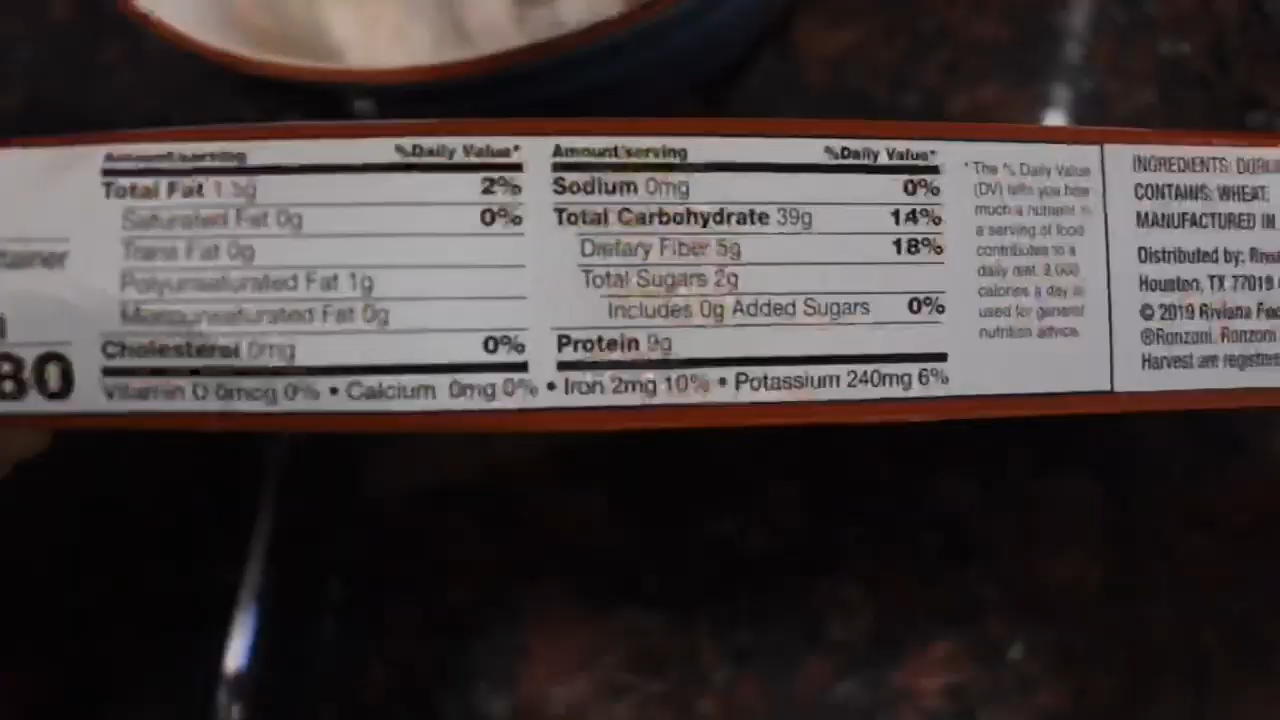 Amount/serving %Daily Value*
Total Fat 1.5g 2%
Saturated Fat 0g 0%
Trans Fat 0g
Polyunsaturated Fat 1g
Monounsaturated Fat 0g
Cholesterol 0mg 0%
Amount/serving %Daily Value*
Sodium 0mg 0%
Total Carbohydrate 39g 14%
Dietary Fiber 5g 18%
Total Sugars 2g
Includes 0g Added Sugars 0%
Protein 9g
Vitamin D 0mcg 0% • Calcium 0mg 0% • Iron 2mg 10% • Potassium 240mg 6%
*The % Daily Value
(DV) tells you how
much a nutrient in
a serving of food
contributes to a
daily diet. 2,000
calories a day is
used for general
nutrition advice.
tainer
80
INGREDIENTS:
CONTAINS: WHEAT.
MANUFACTURED IN
Distributed by:
Houston, TX 77019
© 2019 Riviana
®Ronzoni, Ronzoni
Harvest are